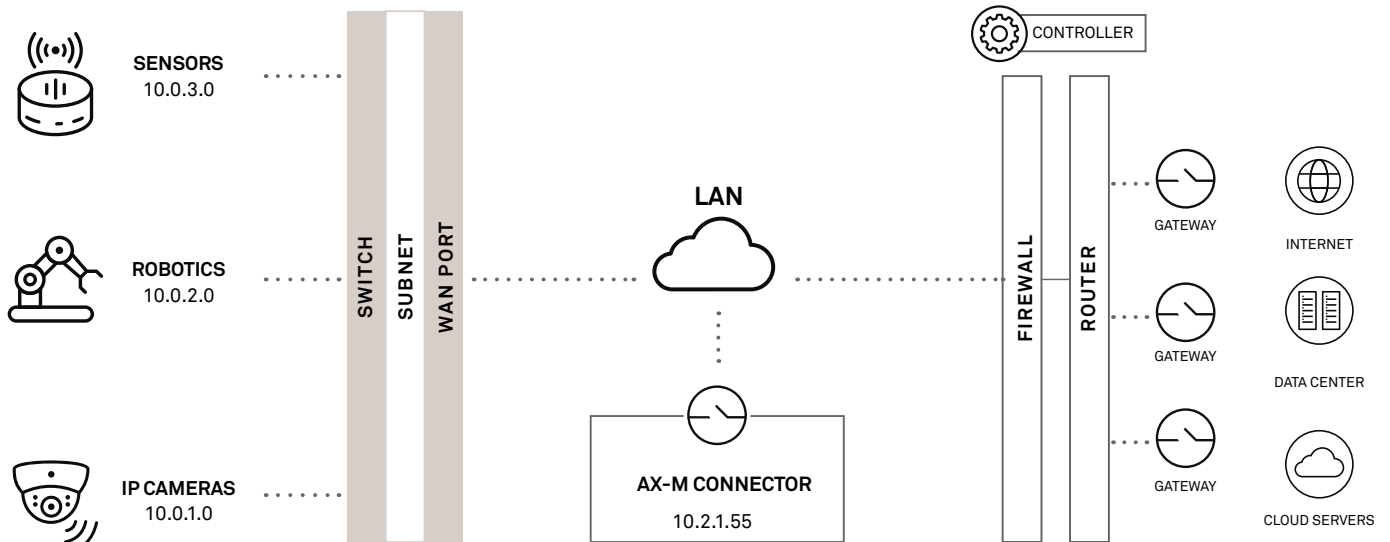 CONTROLLER
SENSORS
10.0.3.0
LAN
GATEWAY
INTERNET
ROBOTICS
10.0.2.0
SWITCH
SUBNET
WAN PORT
FIREWALL
ROUTER
GATEWAY
DATA CENTER
IP CAMERAS
10.0.1.0
AX-M CONNECTOR
10.2.1.55
GATEWAY
CLOUD SERVERS